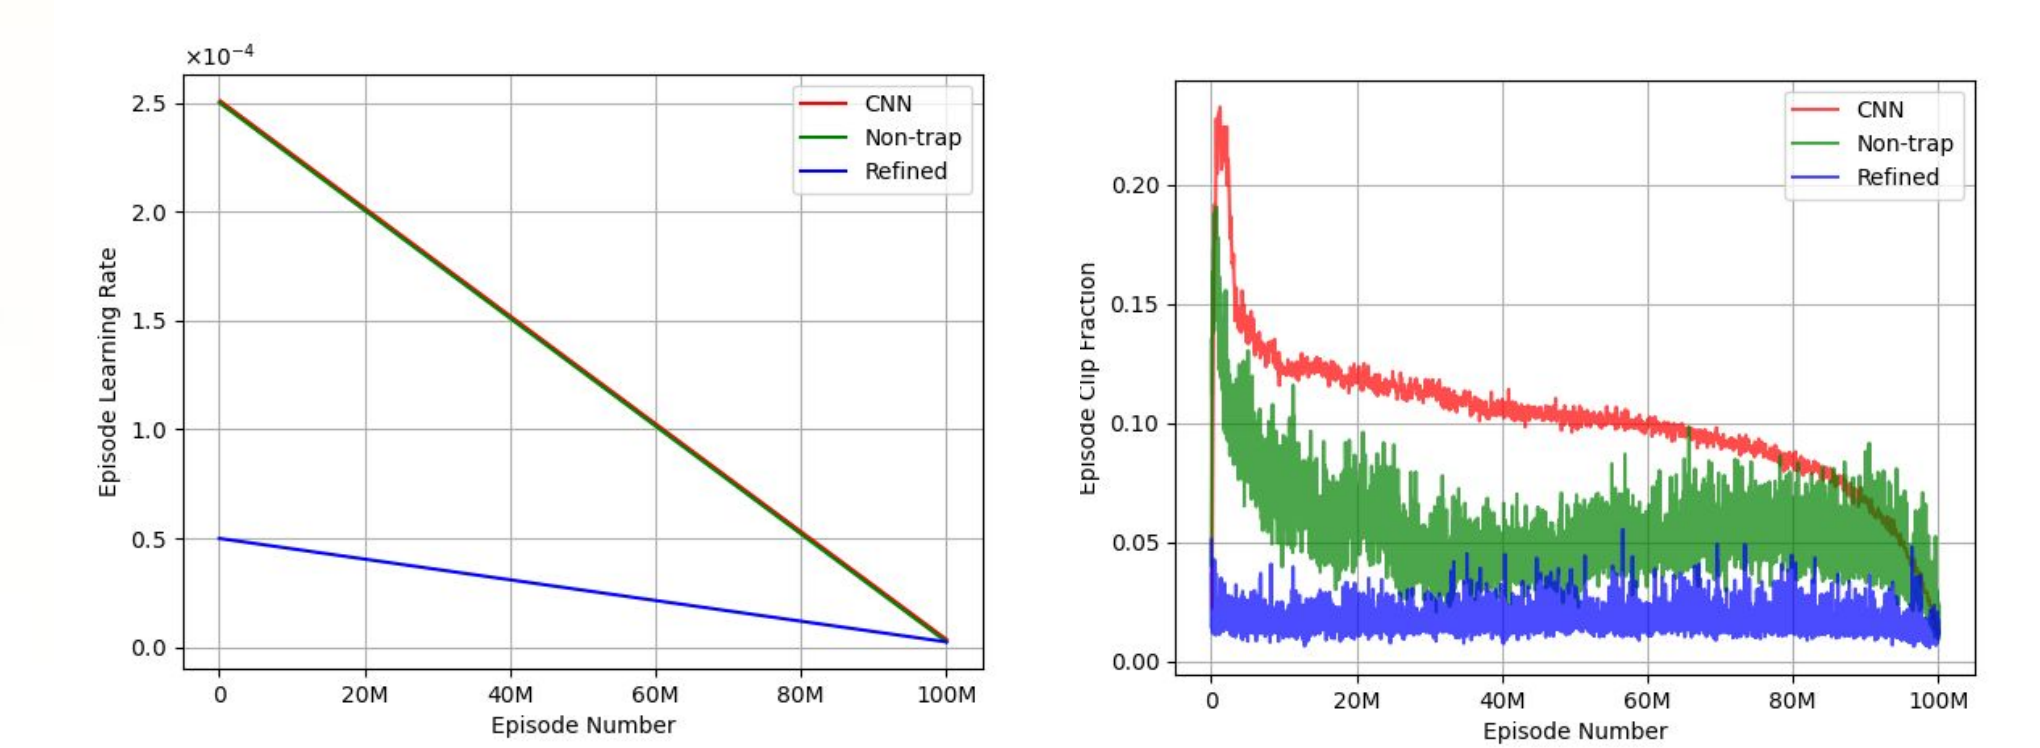 ×10⁻⁴
2.5
2.0
1.5
1.0
0.5
0.0
Episode Learning Rate
CNN
Non-trap
Refined
0 20M 40M 60M 80M 100M
Episode Number
0.20
0.15
0.10
0.05
0.00
Episode Clip Fraction
CNN
Non-trap
Refined
0 20M 40M 60M 80M 100M
Episode Number